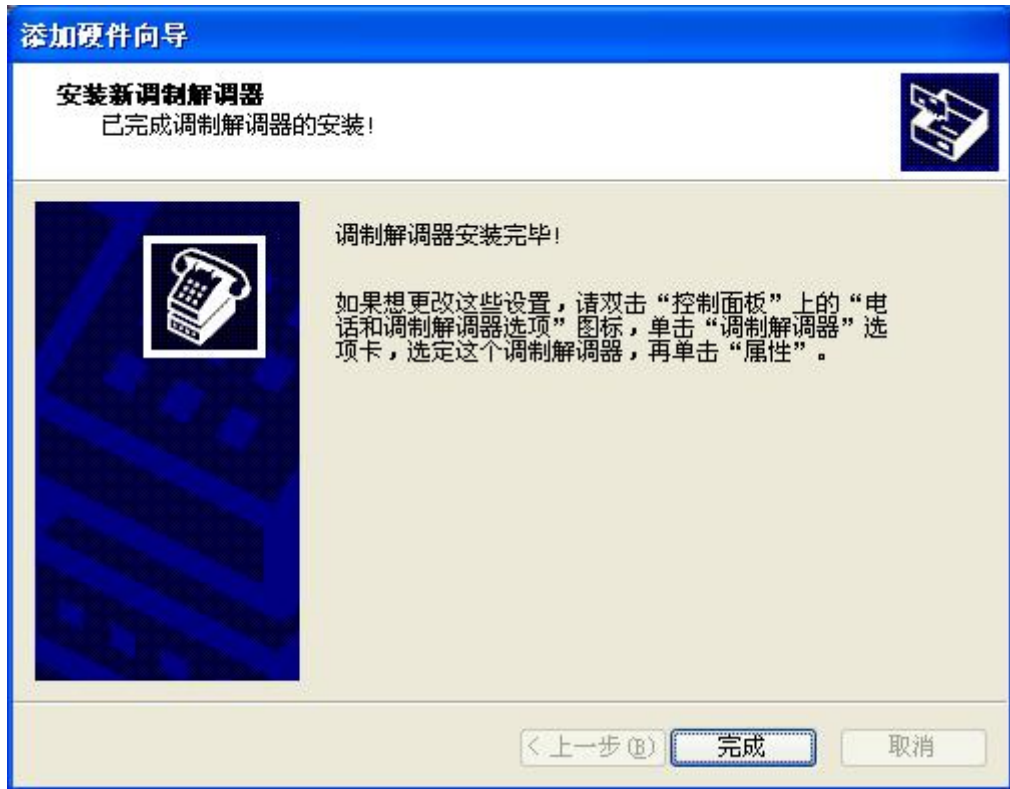 添加硬件向导
安装新调制解调器
已完成调制解调器的安装!
调制解调器安装完毕!
如果想更改这些设置，请双击“控制面板”上的“电
话和调制解调器选项”图标，单击“调制解调器”选
项卡，选定这个调制解调器，再单击“属性”。
< 上一步(B)
完成
取消